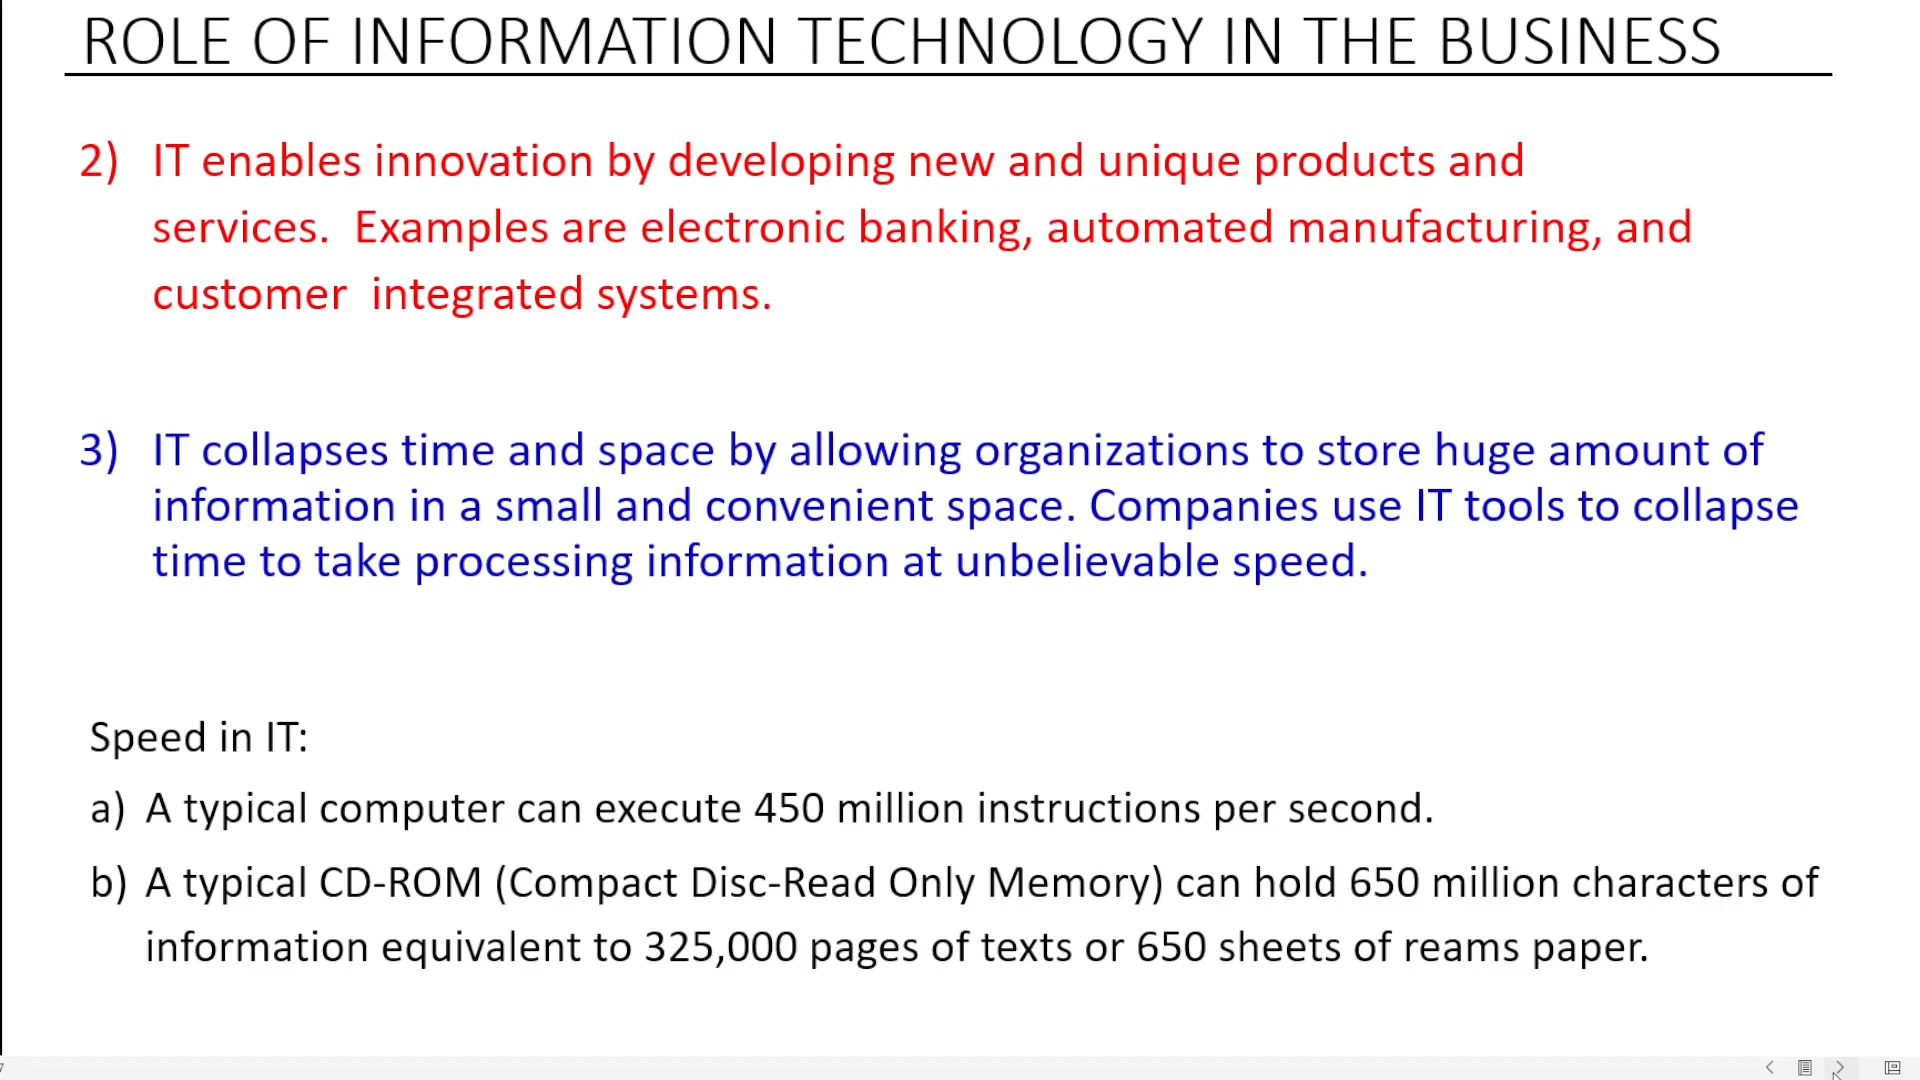 ROLE OF INFORMATION TECHNOLOGY IN THE BUSINESS
2) IT enables innovation by developing new and unique products and
services. Examples are electronic banking, automated manufacturing, and
customer integrated systems.
3) IT collapses time and space by allowing organizations to store huge amount of
information in a small and convenient space. Companies use IT tools to collapse
time to take processing information at unbelievable speed.
Speed in IT:
a) A typical computer can execute 450 million instructions per second.
b) A typical CD-ROM (Compact Disc-Read Only Memory) can hold 650 million characters of
information equivalent to 325,000 pages of texts or 650 sheets of reams paper.